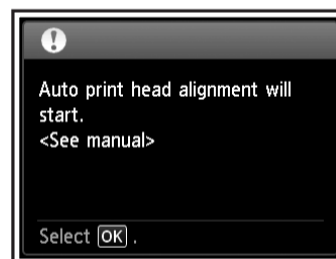 Auto print head alignment will
start.
<See manual>
Select OK .